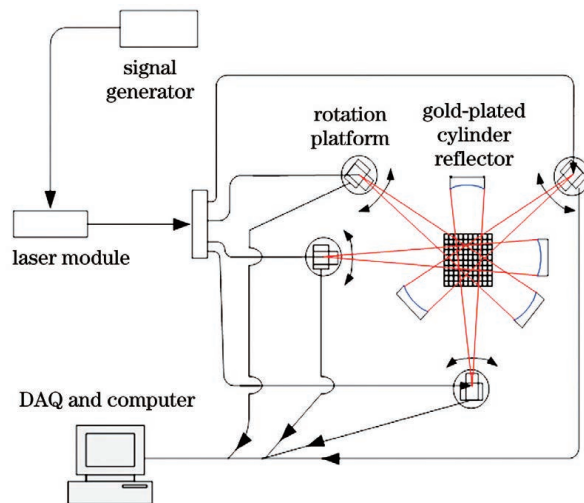 signal
generator
rotation
platform
gold-plated
cylinder
reflector
laser module
DAQ and computer